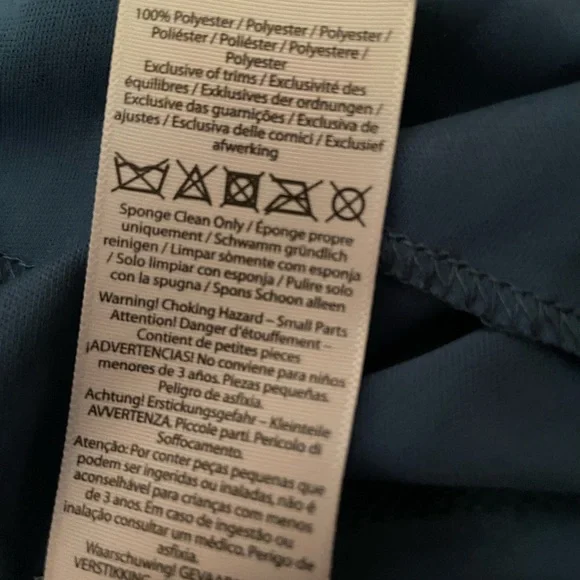 100% Polyester / Polyester / Polyester /
Poliéster / Poliéster / Polyestere /
Polyester
Exclusive of trims / Exclusivité des
équilibres / Exklusives der ordnungen /
Exclusive das guarnições / Exclusiva de
ajustes / Esclusiva delle cornici / Exclusief
afwerking
Sponge Clean Only / Éponge propre
uniquement / Schwamm gründlich
reinigen / Limpar sòmente com esponja
/ Solo limpiar con esponja / Pulire solo
con la spugna / Spons Schoon alleen
Warning! Choking Hazard – Small Parts
Attention! Danger d'étouffement –
Contient de petites pieces
¡ADVERTENCIAS! No conviene para niños
menores de 3 años. Piezas pequeñas.
Peligro de asfixia.
Achtung! Erstickungsgefahr – Kleinteile
AVVERTENZA. Piccole parti. Pericolo di
Soffocamento.
Atenção: Por conter peças pequenas que
podem ser ingeridas ou inaladas, não é
aconselhável para crianças com menos
de 3 anos. Em caso de ingestão ou
inalação consultar um médico. Perigo de
asfixia.
Waarschuwing! GEVAAR
VERSTIKKING